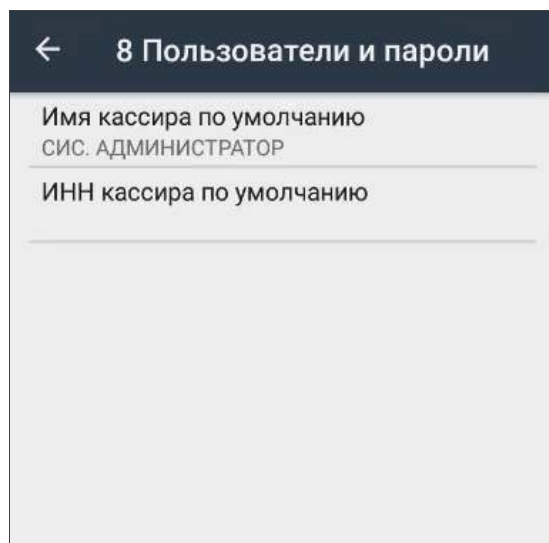 8 Пользователи и пароли
Имя кассира по умолчанию
СИС. АДМИНИСТРАТОР
ИНН кассира по умолчанию